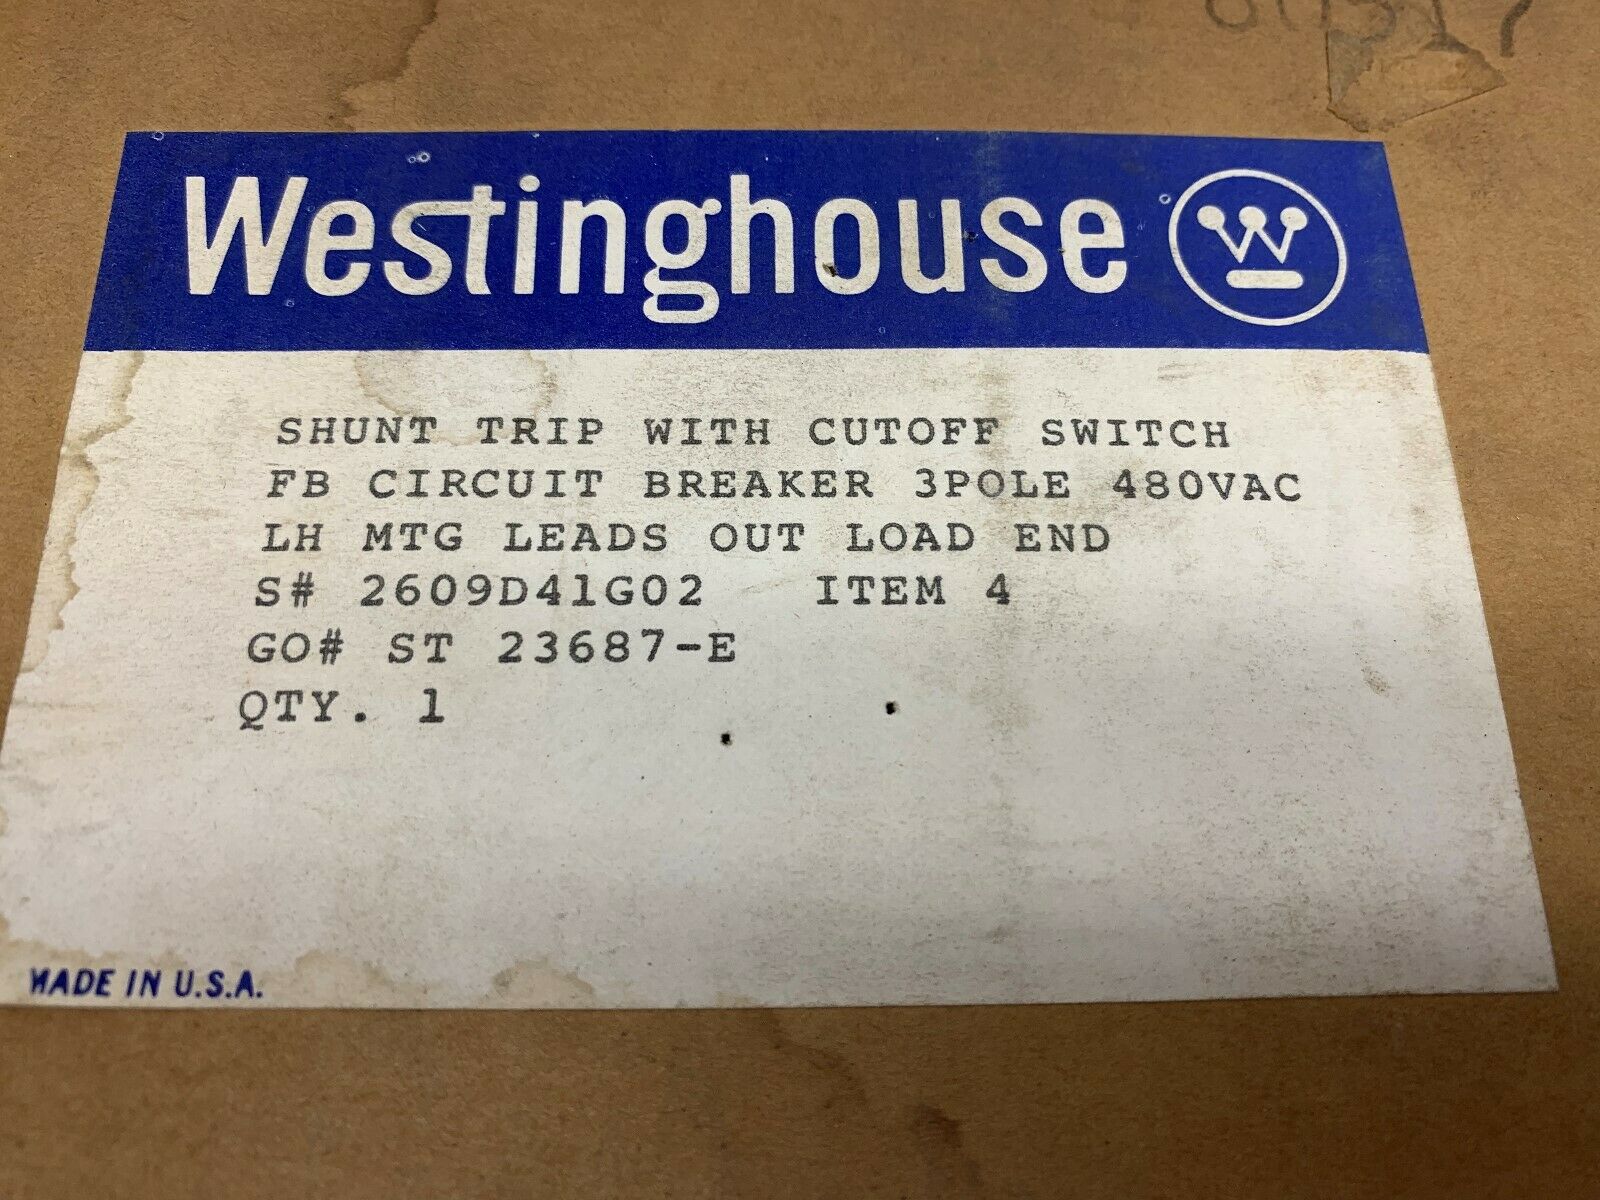 Westinghouse
SHUNT TRIP WITH CUTOFF SWITCH
FB CIRCUIT BREAKER 3POLE 480VAC
LH MTG LEADS OUT LOAD END
S# 2609D41G02 ITEM 4
GO# ST 23687-E
QTY. 1
MADE IN U.S.A.